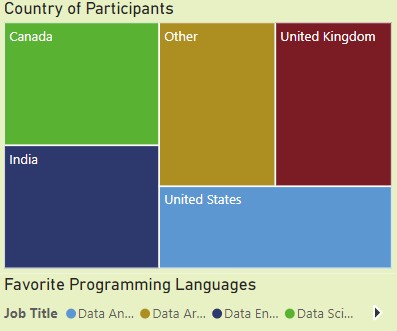 Country of Participants
Canada
Other
United Kingdom
India
United States
Favorite Programming Languages
Job Title Data An... Data Ar... Data En... Data Sci...